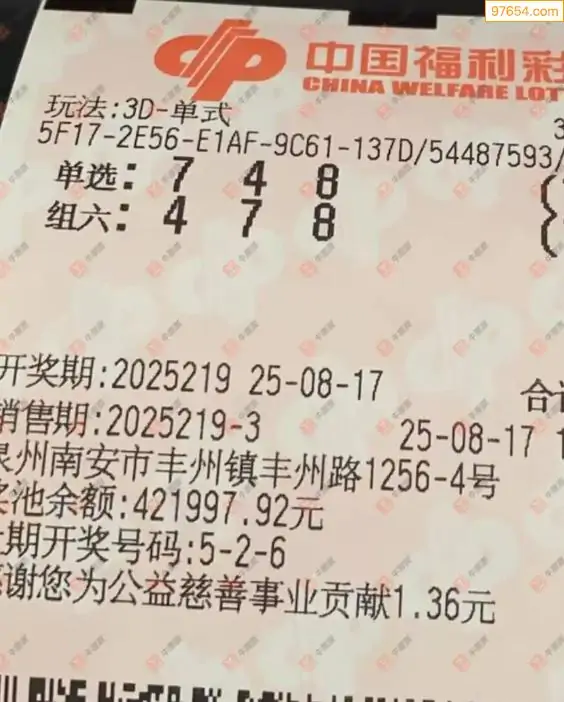 97654.com
中国福利彩
CHINA WELFARE LOT
玩法:3D-单式
5F17-2E56-E1AF-9C61-137D/54487593/
单选: 7 4 8
组六: 4 7 8
开奖期:2025219 25-08-17
合
销售期:2025219-3 25-08-17 1
泉州南安市丰州镇丰州路1256-4号
奖池余额:421997.92元
上期开奖号码:5-2-6
感谢您为公益慈善事业贡献1.36元